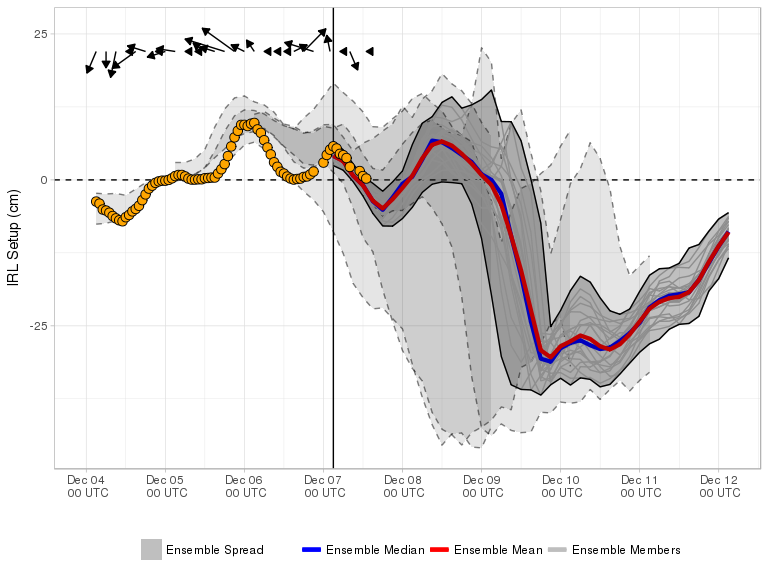 25
0
-25
IRL Setup (cm)
Dec 04 Dec 05 Dec 06 Dec 07 Dec 08 Dec 09 Dec 10 Dec 11 Dec 12
00 UTC 00 UTC 00 UTC 00 UTC 00 UTC 00 UTC 00 UTC 00 UTC 00 UTC
Ensemble Spread Ensemble Median Ensemble Mean Ensemble Members